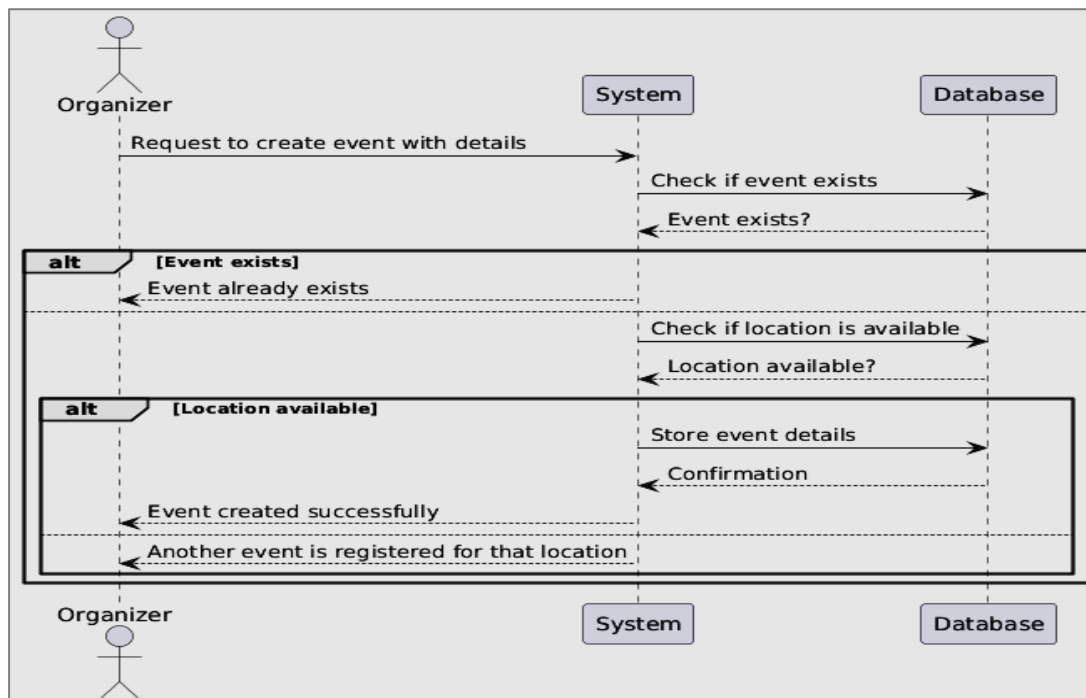 Organizer
System
Database
Request to create event with details
Check if event exists
Event exists?
alt [Event exists]
Event already exists
Check if location is available
Location available?
alt [Location available]
Store event details
Confirmation
Event created successfully
Another event is registered for that location
Organizer
System
Database